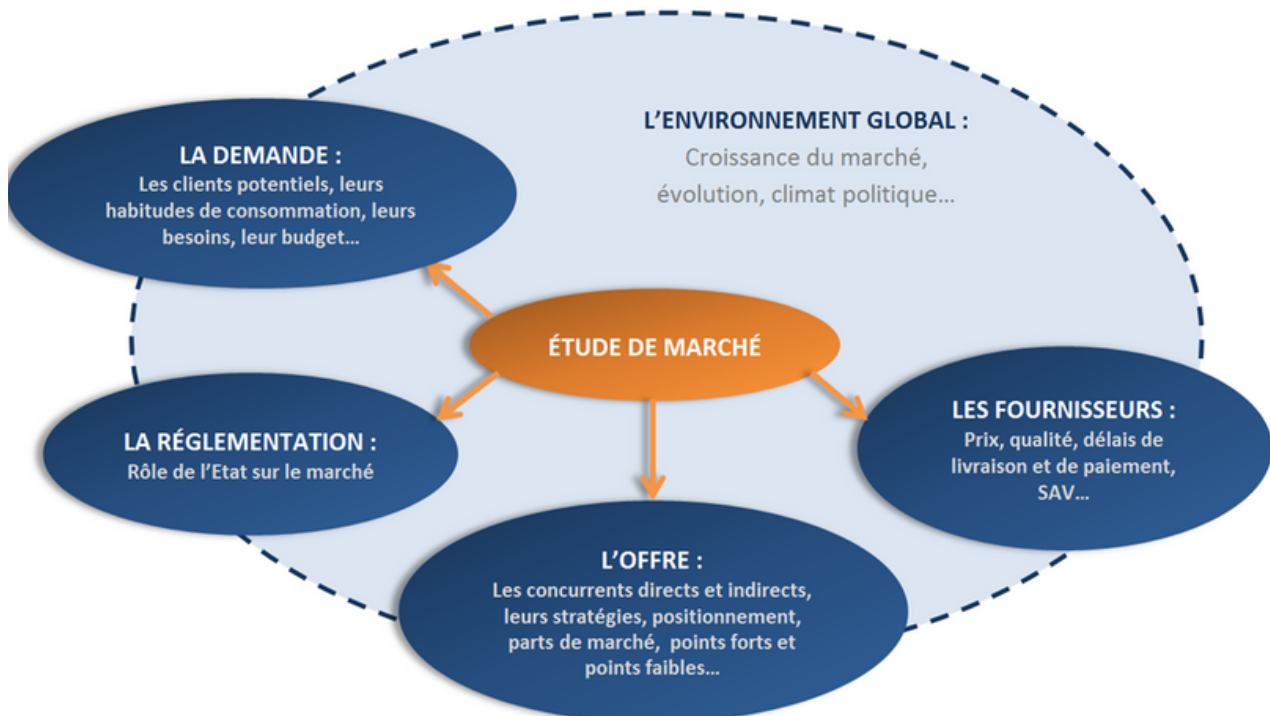 L'ENVIRONNEMENT GLOBAL :
Croissance du marché,
évolution, climat politique...
LA DEMANDE :
Les clients potentiels, leurs
habitudes de consommation, leurs
besoins, leur budget...
ÉTUDE DE MARCHÉ
LA RÉGLEMENTATION :
Rôle de l'Etat sur le marché
LES FOURNISSEURS :
Prix, qualité, délais de
livraison et de paiement,
SAV...
L'OFFRE :
Les concurrents directs et indirects,
leurs stratégies, positionnement,
parts de marché, points forts et
points faibles...